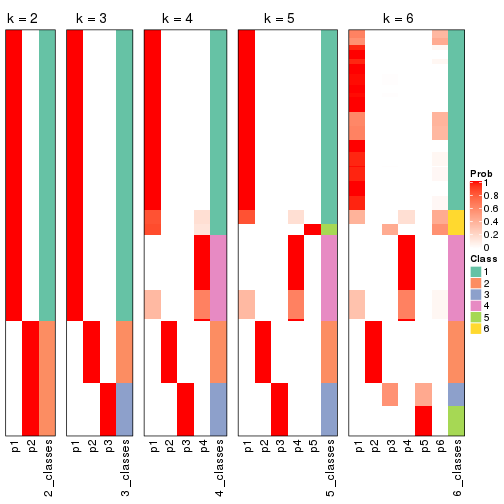 k = 2
k = 3
k = 4
k = 5
k = 6
p1
p2
2_classes
p1
p2
p3
3_classes
p1
p2
p3
p4
4_classes
p1
p2
p3
p4
p5
5_classes
p1
p2
p3
p4
p5
p6
6_classes
Prob
1
0.8
0.6
0.4
0.2
0
Class
1
2
3
4
5
6